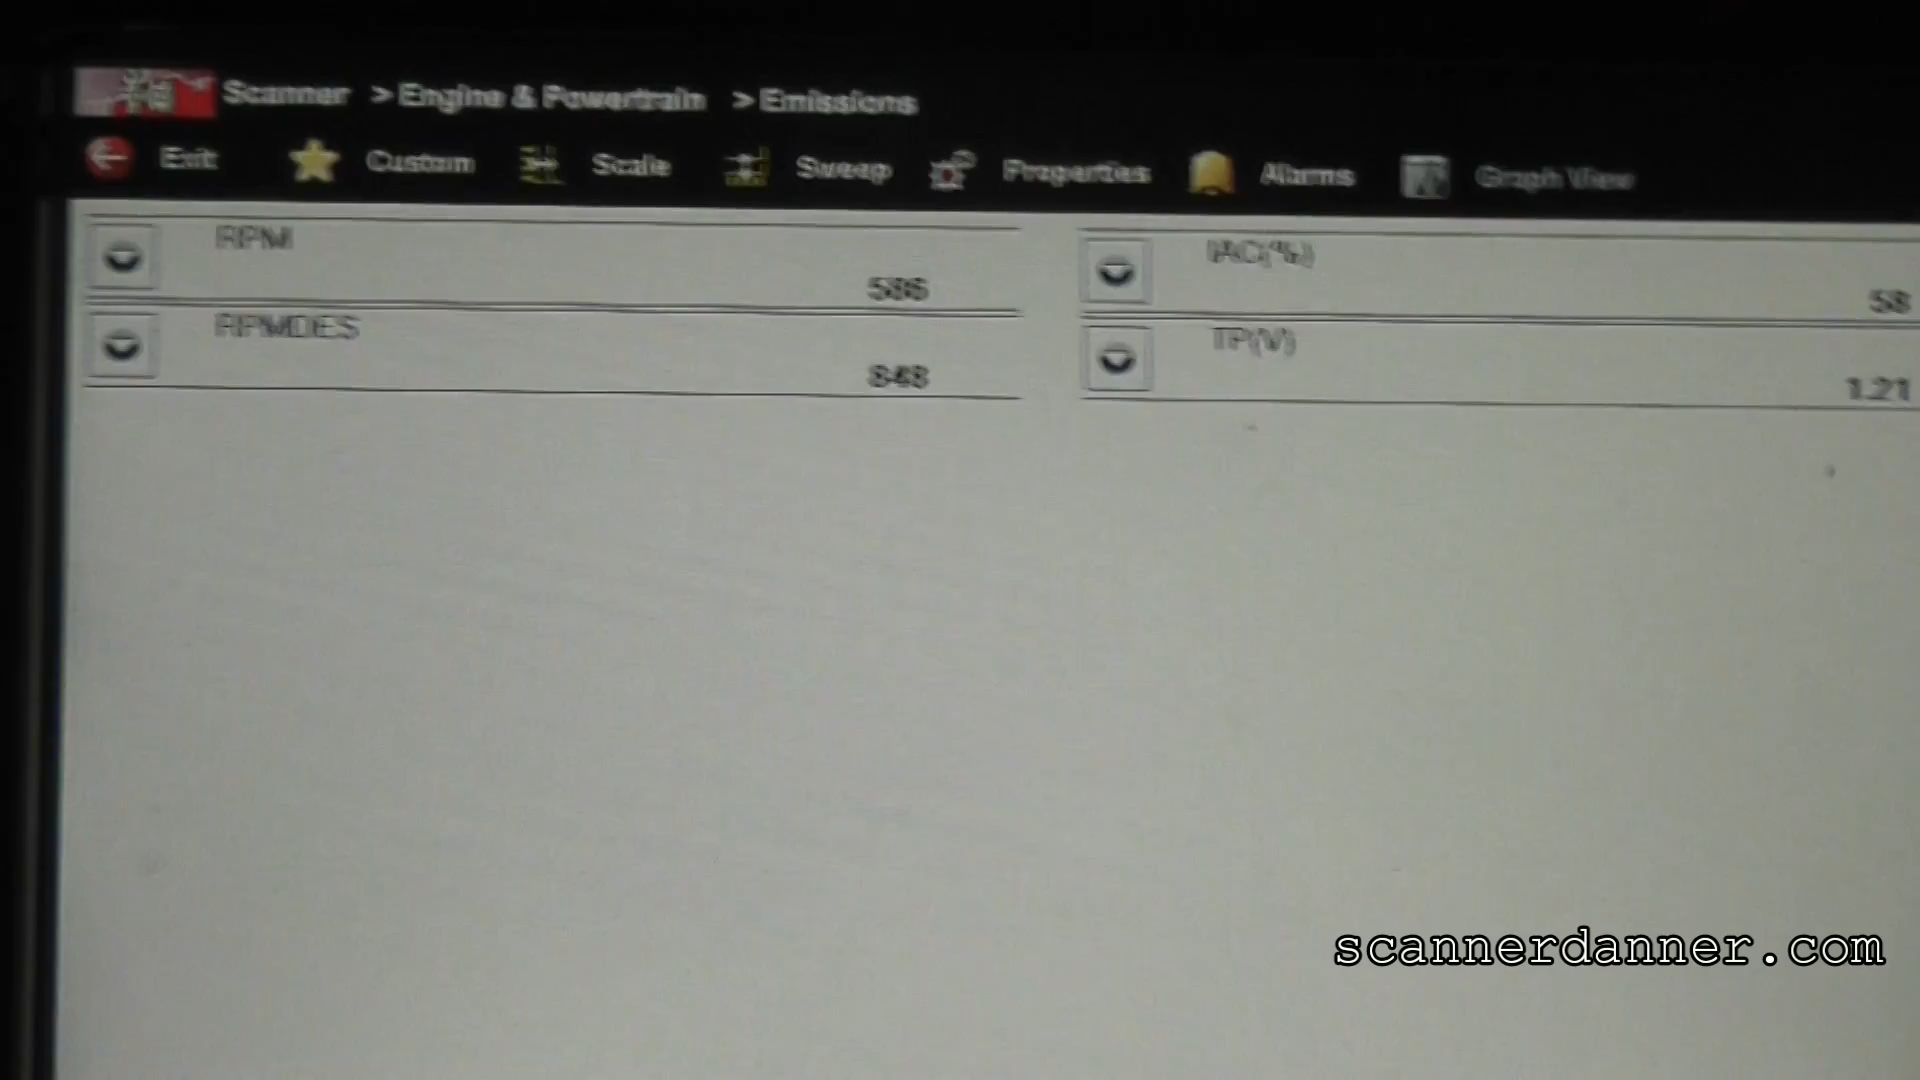 Scanner > Engine & Powertrain > Emissions
Exit Custom Scale Sweep Properties Alarms Graph View
RPM
586
RPMDES
848
IAC(%)
58
TP(V)
1.21
scannerdanner.com